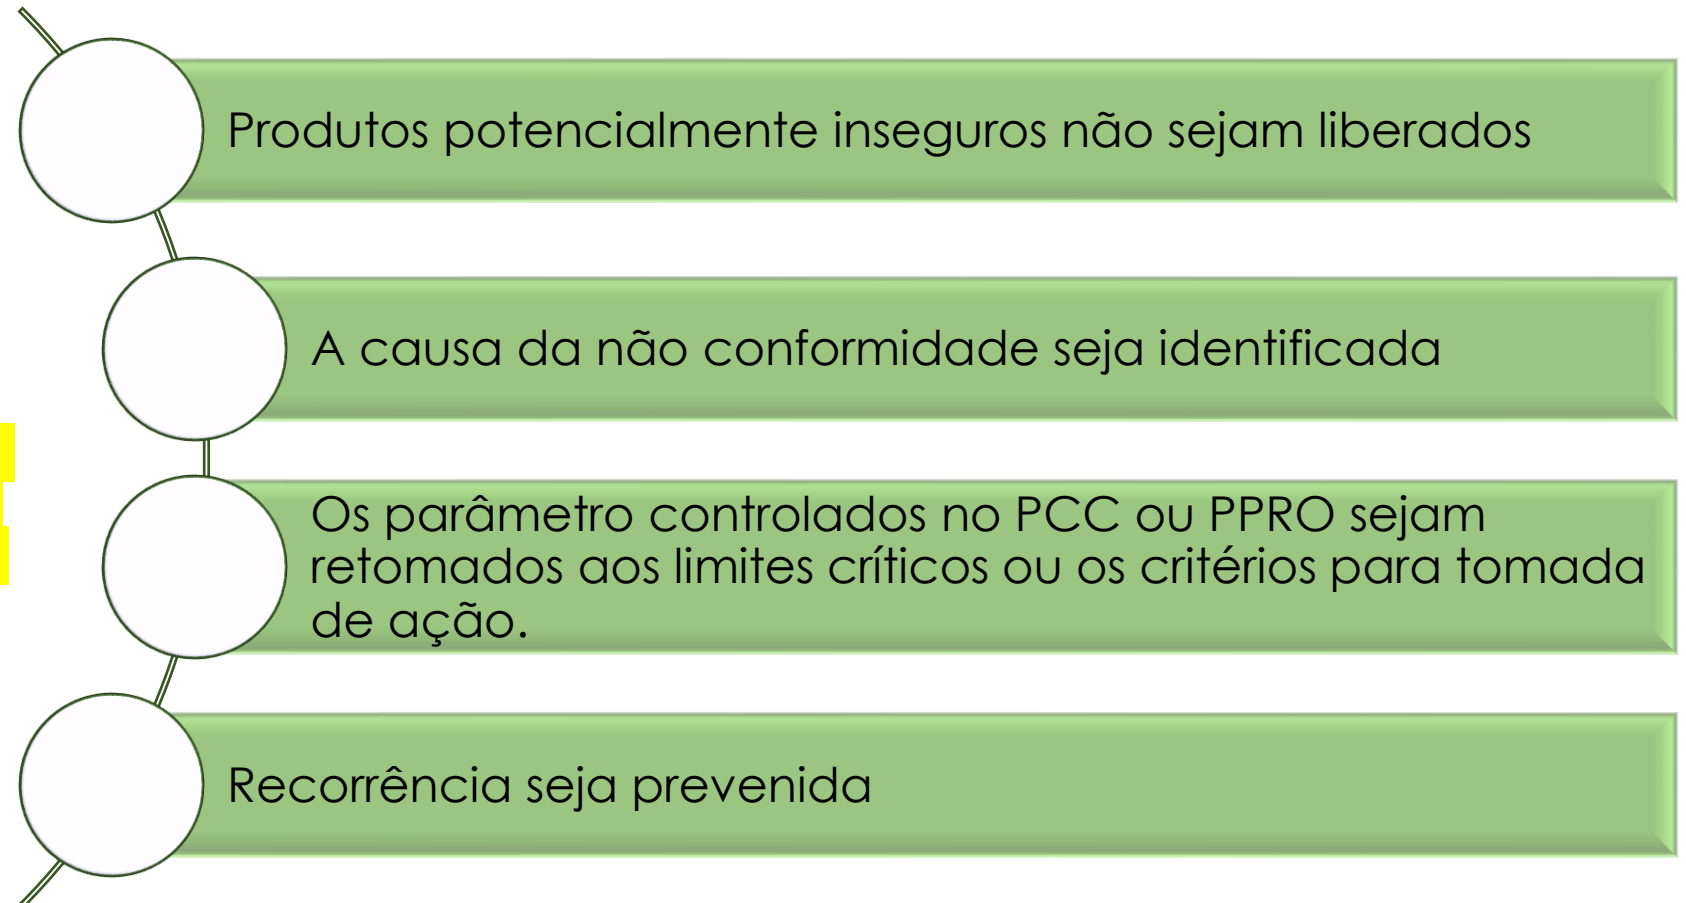 Produtos potencialmente inseguros não sejam liberados
A causa da não conformidade seja identificada
Os parâmetro controlados no PCC ou PPRO sejam
retomados aos limites críticos ou os critérios para tomada
de ação.
Recorrência seja prevenida